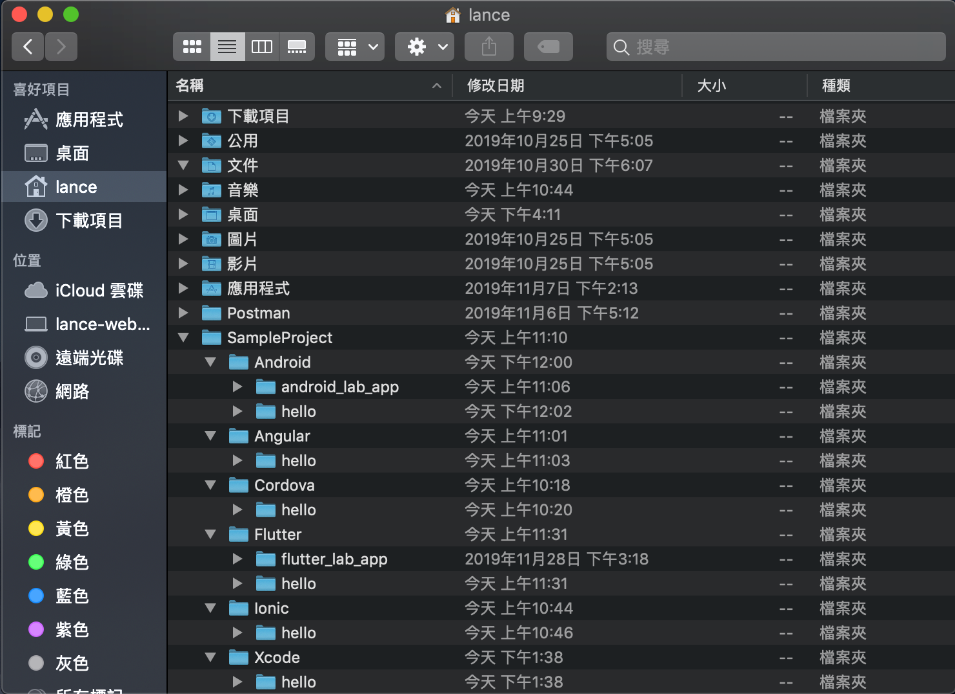 lance
搜尋
喜好項目
應用程式
桌面
lance
下載項目
位置
iCloud 雲碟
lance-web...
遠端光碟
網路
標記
紅色
橙色
黃色
綠色
藍色
紫色
灰色
所有標記
名稱 修改日期 大小 種類
下載項目 今天 上午9:29 -- 檔案夾
公用 2019年10月25日 下午5:05 -- 檔案夾
文件 2019年10月30日 下午6:07 -- 檔案夾
音樂 今天 上午10:44 -- 檔案夾
桌面 今天 下午4:11 -- 檔案夾
圖片 2019年10月25日 下午5:05 -- 檔案夾
影片 2019年10月25日 下午5:05 -- 檔案夾
應用程式 2019年11月7日 下午2:13 -- 檔案夾
Postman 2019年11月6日 下午5:12 -- 檔案夾
SampleProject 今天 上午11:10 -- 檔案夾
Android 今天 下午12:00 -- 檔案夾
android_lab_app 今天 上午11:06 -- 檔案夾
hello 今天 下午12:02 -- 檔案夾
Angular 今天 上午11:01 -- 檔案夾
hello 今天 上午11:03 -- 檔案夾
Cordova 今天 上午10:18 -- 檔案夾
hello 今天 上午10:20 -- 檔案夾
Flutter 今天 上午11:31 -- 檔案夾
flutter_lab_app 2019年11月28日 下午3:18 -- 檔案夾
hello 今天 上午11:31 -- 檔案夾
Ionic 今天 上午10:44 -- 檔案夾
hello 今天 上午10:46 -- 檔案夾
Xcode 今天 下午1:38 -- 檔案夾
hello 今天 下午1:38 -- 檔案夾